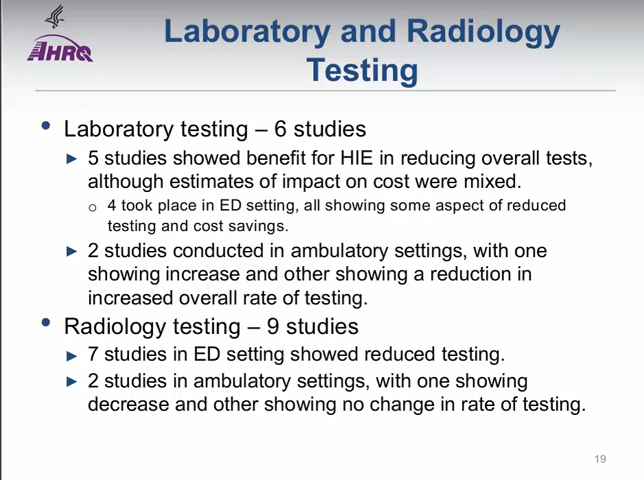 AHRQ
Laboratory and Radiology
Testing
• Laboratory testing – 6 studies
► 5 studies showed benefit for HIE in reducing overall tests,
although estimates of impact on cost were mixed.
o 4 took place in ED setting, all showing some aspect of reduced
testing and cost savings.
► 2 studies conducted in ambulatory settings, with one
showing increase and other showing a reduction in
increased overall rate of testing.
• Radiology testing – 9 studies
► 7 studies in ED setting showed reduced testing.
► 2 studies in ambulatory settings, with one showing
decrease and other showing no change in rate of testing.
19